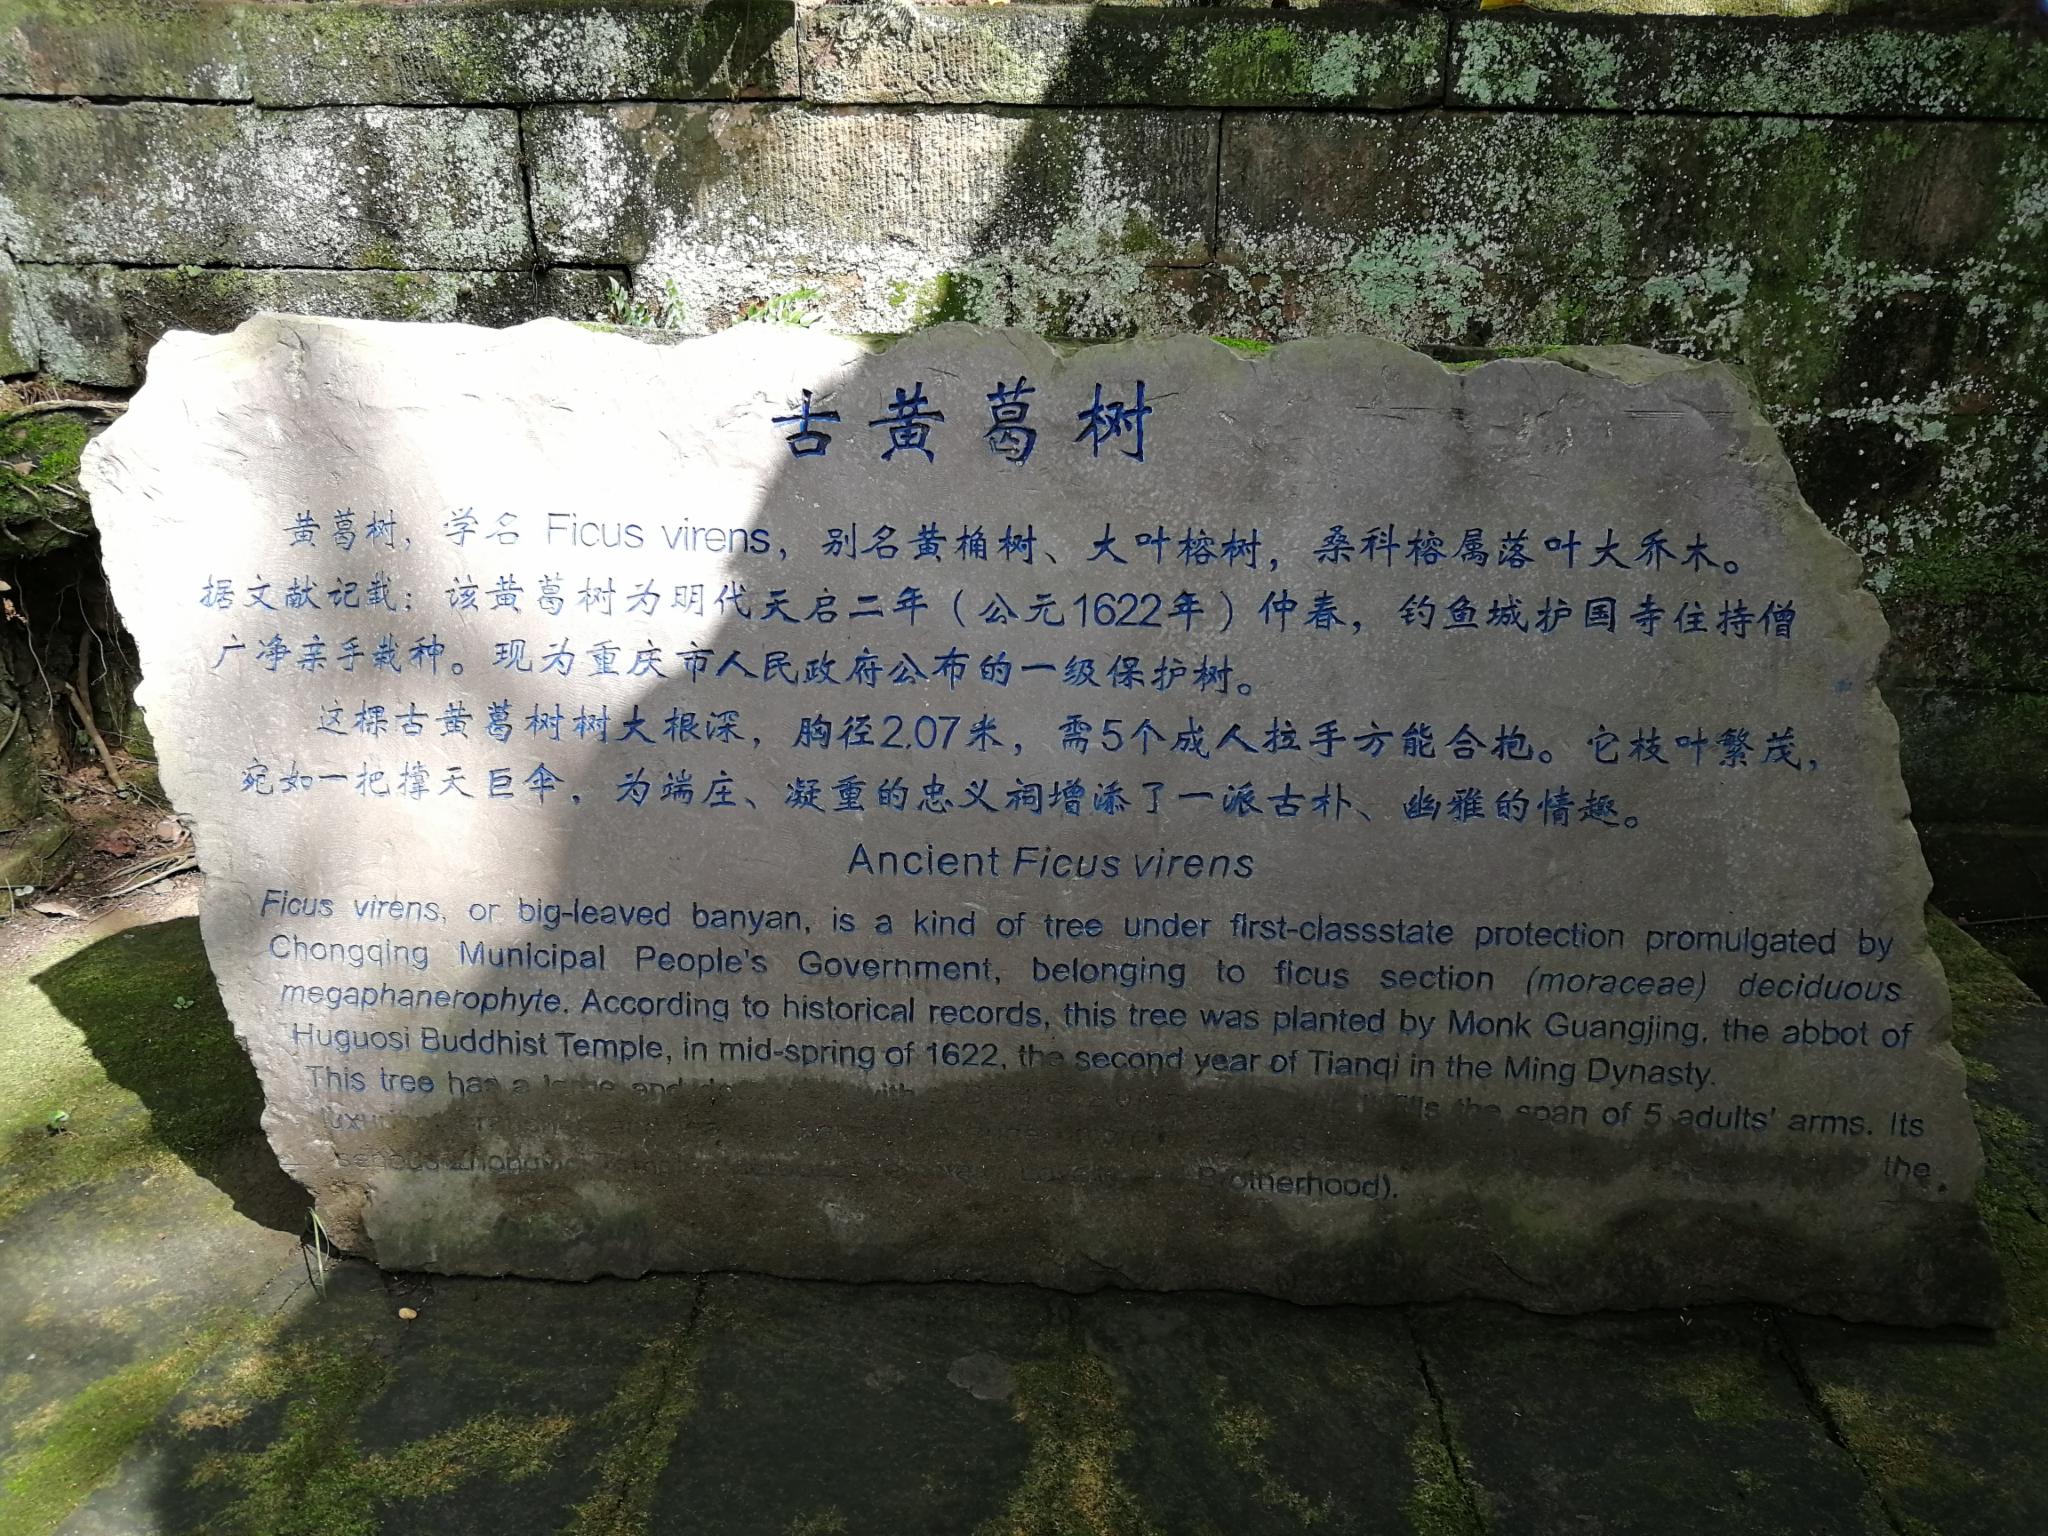 古黄葛树
黄葛树，学名 Ficus virens，别名黄桷树、大叶榕树，桑科榕属落叶大乔木。
据文献记载：该黄葛树为明代天启二年（公元1622年）仲春，钓鱼城护国寺住持僧
广净亲手栽种。现为重庆市人民政府公布的一级保护树。
这棵古黄葛树树大根深，胸径2.07米，需5个成人拉手方能合抱。它枝叶繁茂，
宛如一把撑天巨伞，为端庄、凝重的忠义祠增添了一派古朴、幽雅的情趣。
Ancient Ficus virens
Ficus virens, or big-leaved banyan, is a kind of tree under first-classstate protection promulgated by
Chongqing Municipal People's Government, belonging to ficus section (moraceae) deciduous
megaphanerophyte. According to historical records, this tree was planted by Monk Guangjing, the abbot of
Huguosi Buddhist Temple, in mid-spring of 1622, the second year of Tianqi in the Ming Dynasty.
This tree has a large and with the span of 5 adults' arms. Its
the
Brotherhood).